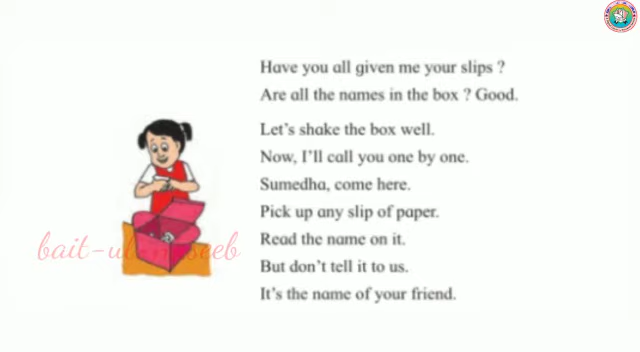 Have you all given me your slips ?
Are all the names in the box ? Good.
Let's shake the box well.
Now, I'll call you one by one.
Sumedha, come here.
Pick up any slip of paper.
Read the name on it.
But don't tell it to us.
It's the name of your friend.